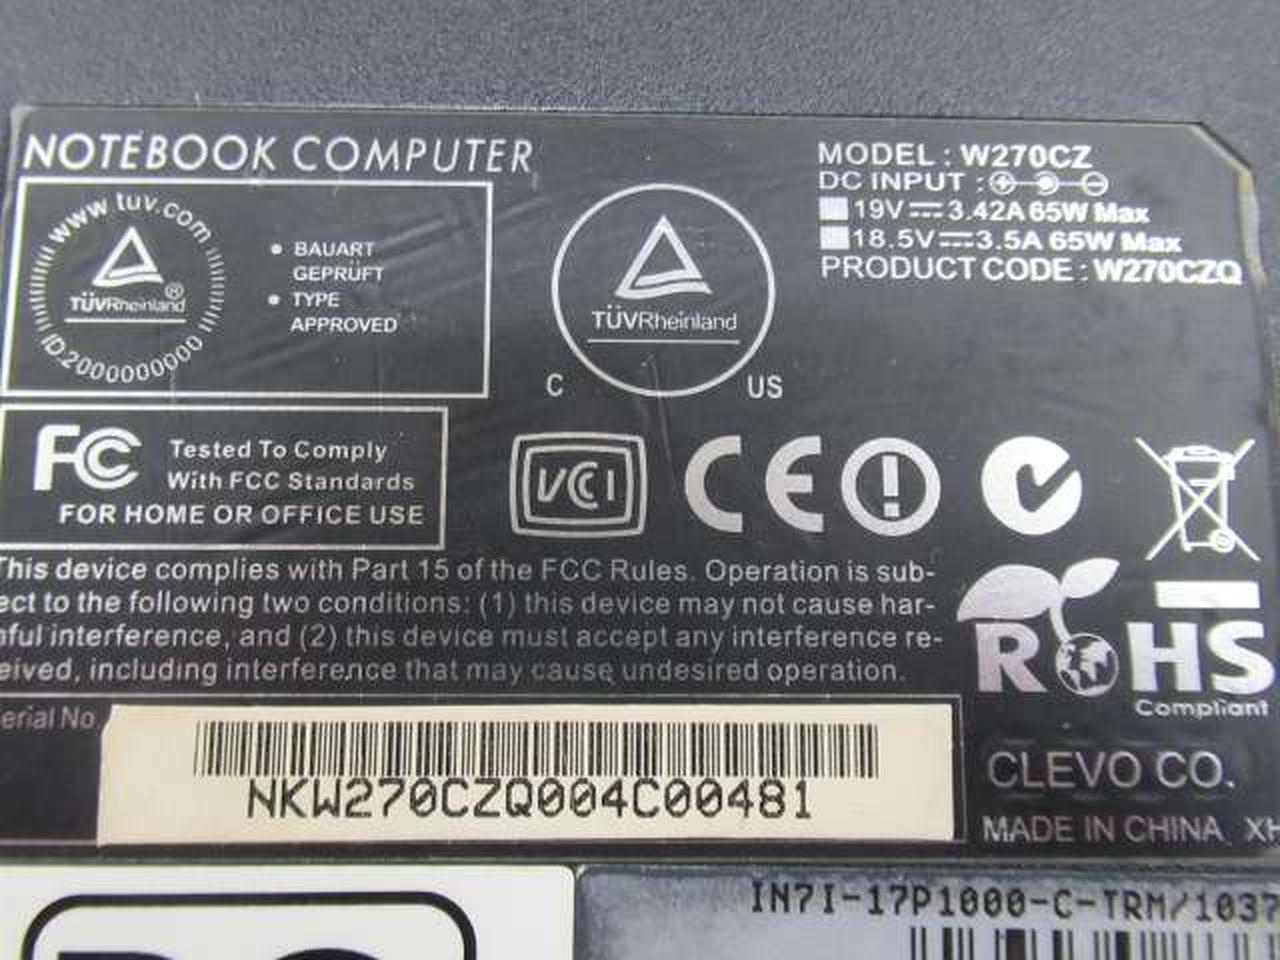 NOTEBOOK COMPUTER
www.tuv.com
TÜVRheinland®
ID:2000000000
• BAUART
GEPRÜFT
• TYPE
APPROVED
TÜVRheinland
C US
MODEL : W270CZ
DC INPUT :
19V 3.42A 65W Max
18.5V 3.5A 65W Max
PRODUCT CODE : W270CZQ
FC
Tested To Comply
With FCC Standards
FOR HOME OR OFFICE USE
VCI
CE
This device complies with Part 15 of the FCC Rules. Operation is sub-
ect to the following two conditions: (1) this device may not cause har-
mful interference, and (2) this device must accept any interference re-
eived, including interference that may cause undesired operation.
RoHS
Compliant
erial No
NKW270CZQ004C00481
CLEVO CO.
MADE IN CHINA XH
IN7I-17P1000-C-TRM/1037